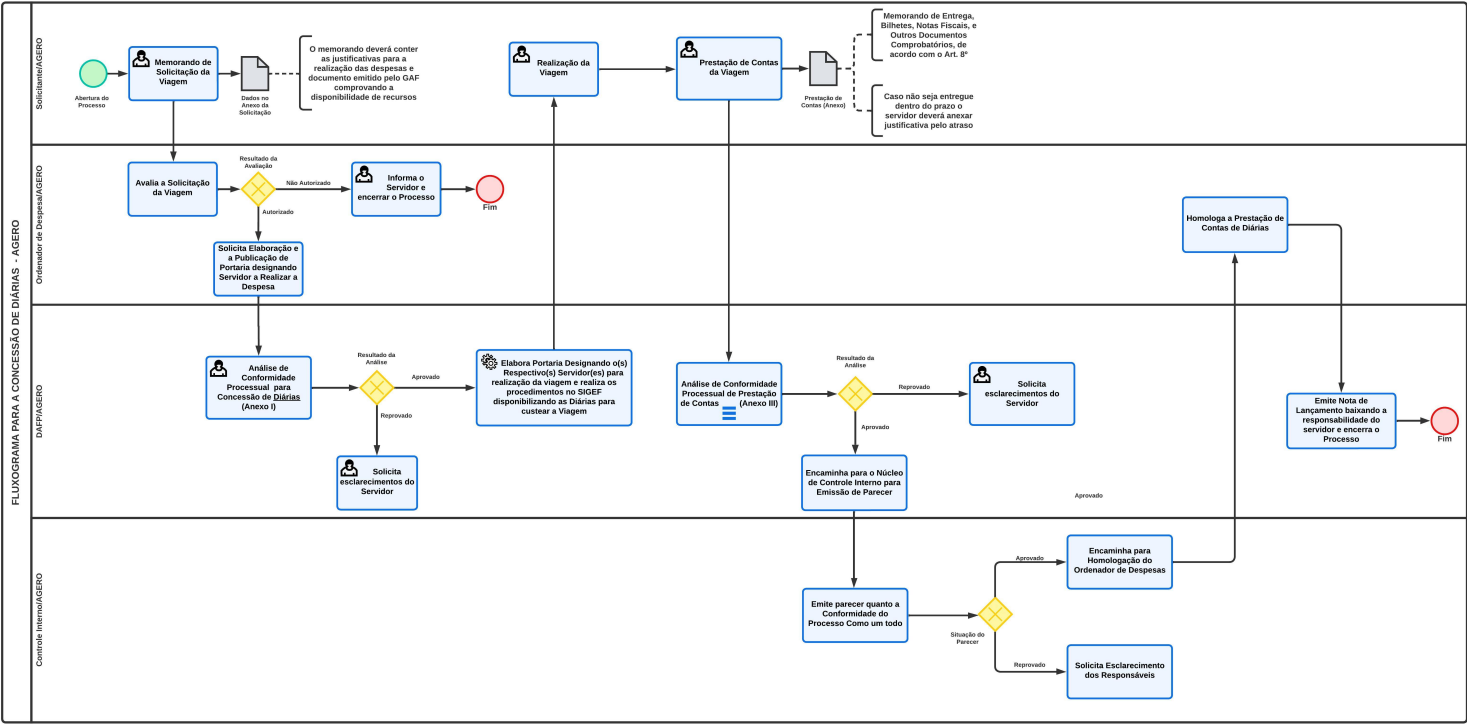 FLUXOGRAMA PARA A CONCESSÃO DE DIÁRIAS - AGERO
Solicitante/AGERO
Abertura do
Processo
Memorando de
Solicitação da
Viagem
Dados no
Anexo da
Solicitação
O memorando deverá conter
as justificativas para a
realização das despesas e
documento emitido pelo GAF
comprovando a
disponibilidade de recursos
Realização da
Viagem
Prestação de Contas
da Viagem
Prestação de
Contas (Anexo)
Memorando de Entrega,
Bilhetes, Notas Fiscais, e
Outros Documentos
Comprobatórios, de
acordo com o Art. 8º
Caso não seja entregue
dentro do prazo o
servidor deverá anexar
justificativa pelo atraso
Ordenador de Despesa/AGERO
Avalia a Solicitação
da Viagem
Resultado da
Avaliação
Não Autorizado
Autorizado
Informa o
Servidor e
encerrar o Processo
Fim
Solicita Elaboração e
a Publicação de
Portaria designando
Servidor a Realizar a
Despesa
Homologa a Prestação de
Contas de Diárias
DAFP/AGERO
Análise de
Conformidade
Processual para
Concessão de Diárias
(Anexo I)
Resultado da
Análise
Aprovado
Reprovado
Solicita
esclarecimentos do
Servidor
Elabora Portaria Designando o(s)
Respectivo(s) Servidor(es) para
realização da viagem e realiza os
procedimentos no SIGEF
disponibilizando as Diárias para
custear a Viagem
Análise de Conformidade
Processual de Prestação
de Contas (Anexo III)
Resultado da
Análise
Reprovado
Aprovado
Solicita
esclarecimentos do
Servidor
Encaminha para o Núcleo
de Controle Interno para
Emissão de Parecer
Aprovado
Emite Nota de
Lançamento baixando a
responsabilidade do
servidor e encerra o
Processo
Fim
Controle Interno/AGERO
Emite parecer quanto a
Conformidade do
Processo Como um todo
Situação do
Parecer
Aprovado
Reprovado
Encaminha para
Homologação do
Ordenador de Despesas
Solicita Esclarecimento
dos Responsáveis